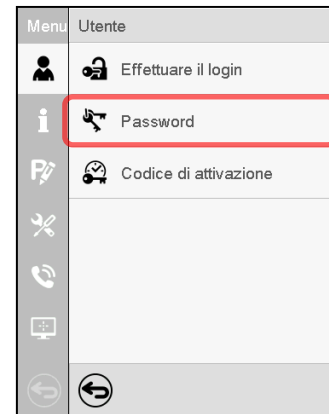 Menu
Utente
Effettuare il login
Password
Codice di attivazione